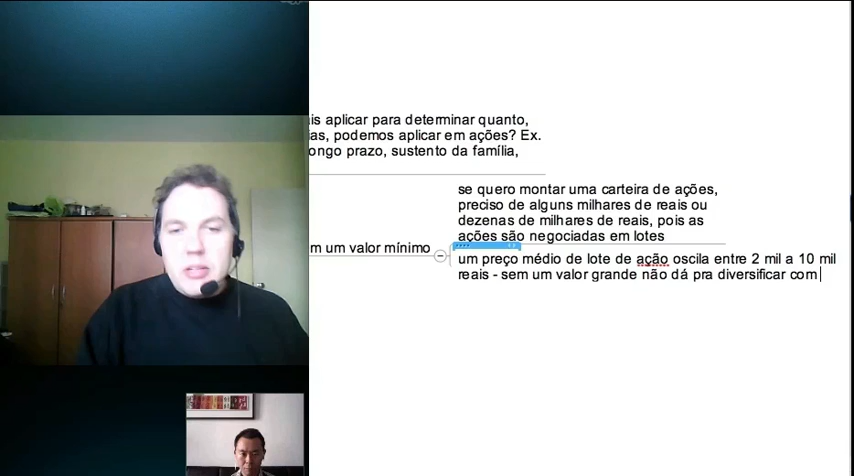 is aplicar para determinar quanto,
ias, podemos aplicar em ações? Ex.
ongo prazo, sustento da família,
se quero montar uma carteira de ações,
preciso de alguns milhares de reais ou
dezenas de milhares de reais, pois as
ações são negociadas em lotes
m um valor mínimo
um preço médio de lote de ação oscila entre 2 mil a 10 mil
reais - sem um valor grande não dá pra diversificar com